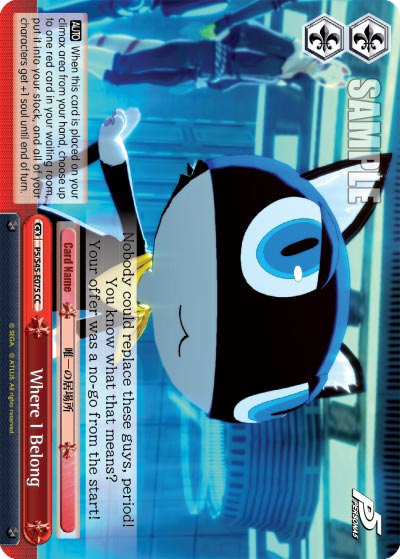 SAMPLE
Nobody could replace these guys, period!
You know what that means?
Your offer was a no-go from the start!
AUTO When this card is placed on your
climax area from your hand, choose up
to one red card in your waiting room,
put it into your stock, and all of your
characters get +1 soul until end of turn.
CX P5/S45-E075 CC
Card Name
唯一の居場所
Where I Belong
©SEGA ©ATLUS. All rights reserved.
P5
PERSONA5